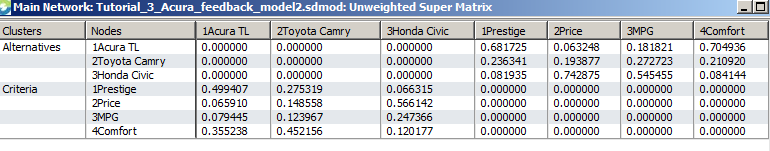 Main Network: Tutorial_3_Acura_feedback_model2.sdmod: Unweighted Super Matrix
Clusters Nodes 1Acura TL 2Toyota Camry 3Honda Civic 1Prestige 2Price 3MPG 4Comfort
Alternatives 1Acura TL 0.000000 0.000000 0.000000 0.681725 0.063248 0.181821 0.704936
2Toyota Camry 0.000000 0.000000 0.000000 0.236341 0.193877 0.272723 0.210920
3Honda Civic 0.000000 0.000000 0.000000 0.081935 0.742875 0.545455 0.084144
Criteria 1Prestige 0.499407 0.275319 0.066315 0.000000 0.000000 0.000000 0.000000
2Price 0.065910 0.148558 0.566142 0.000000 0.000000 0.000000 0.000000
3MPG 0.079445 0.123967 0.247366 0.000000 0.000000 0.000000 0.000000
4Comfort 0.355238 0.452156 0.120177 0.000000 0.000000 0.000000 0.000000